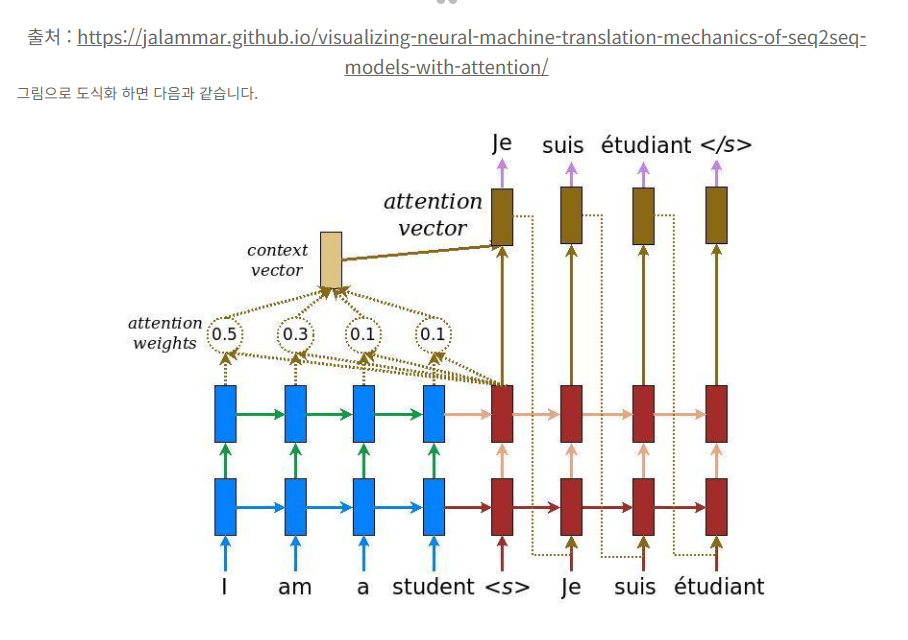 출처 : https://jalammar.github.io/visualizing-neural-machine-translation-mechanics-of-seq2seq-
models-with-attention/
그림으로 도식화 하면 다음과 같습니다.
Je suis étudiant </s>
attention
vector
context
vector
attention
weights
0.5 0.3 0.1 0.1
I am a student <s> Je suis étudiant